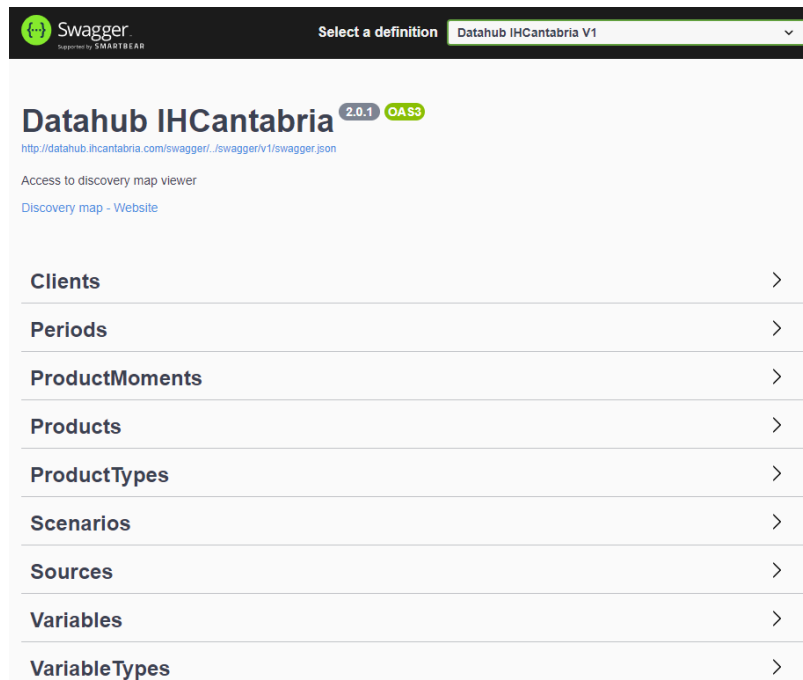 Swagger.
Supported by SMARTBEAR
Select a definition
Datahub IHCantabria V1
Datahub IHCantabria 2.0.1 OAS3
http://datahub.ihcantabria.com/swagger/../swagger/v1/swagger.json
Access to discovery map viewer
Discovery map - Website
Clients
Periods
ProductMoments
Products
ProductTypes
Scenarios
Sources
Variables
VariableTypes